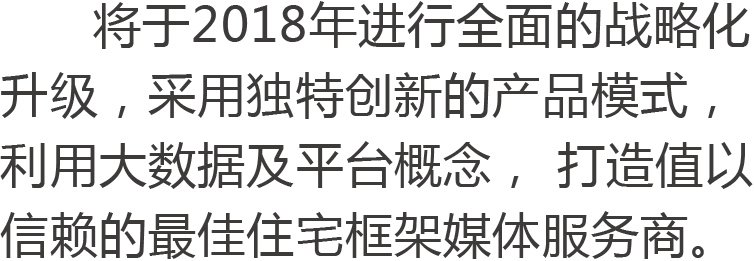 将于2018年进行全面的战略化
升级，采用独特创新的产品模式，
利用大数据及平台概念， 打造值以
信赖的最佳住宅框架媒体服务商。